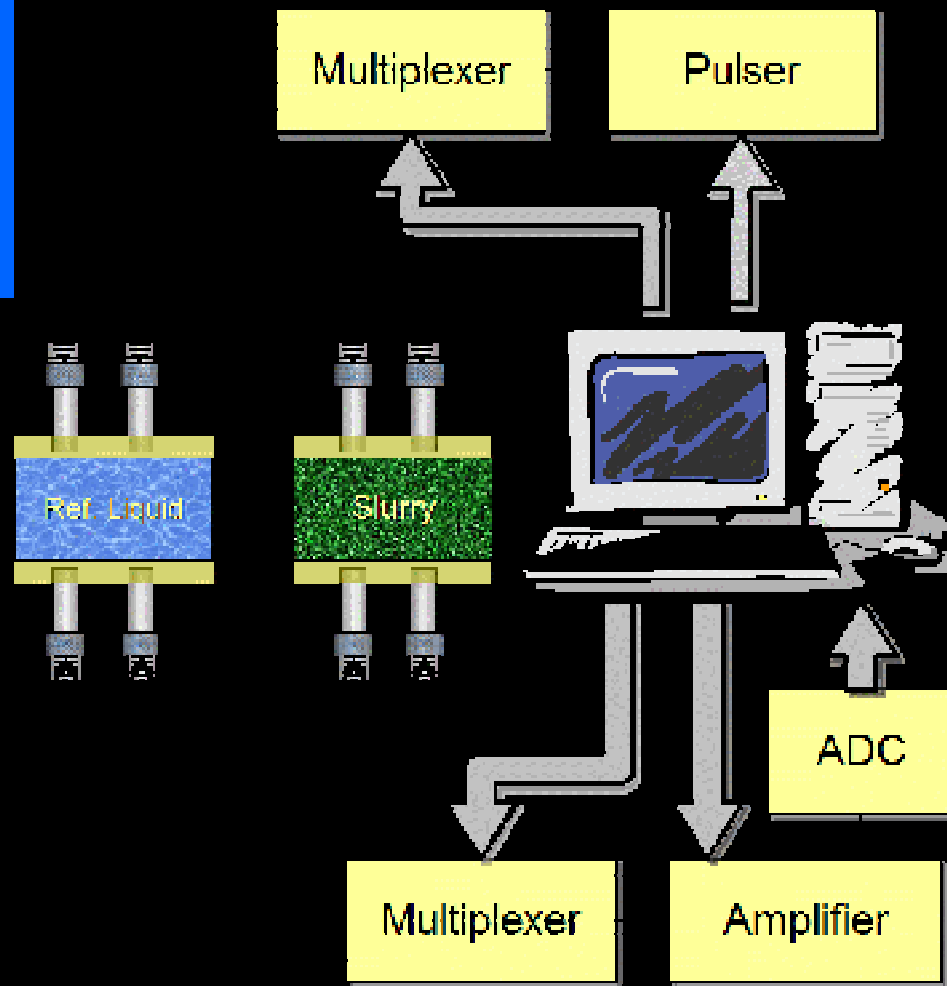 Multiplexer
Pulser
Ref. Liquid
Slurry
ADC
Multiplexer
Amplifier